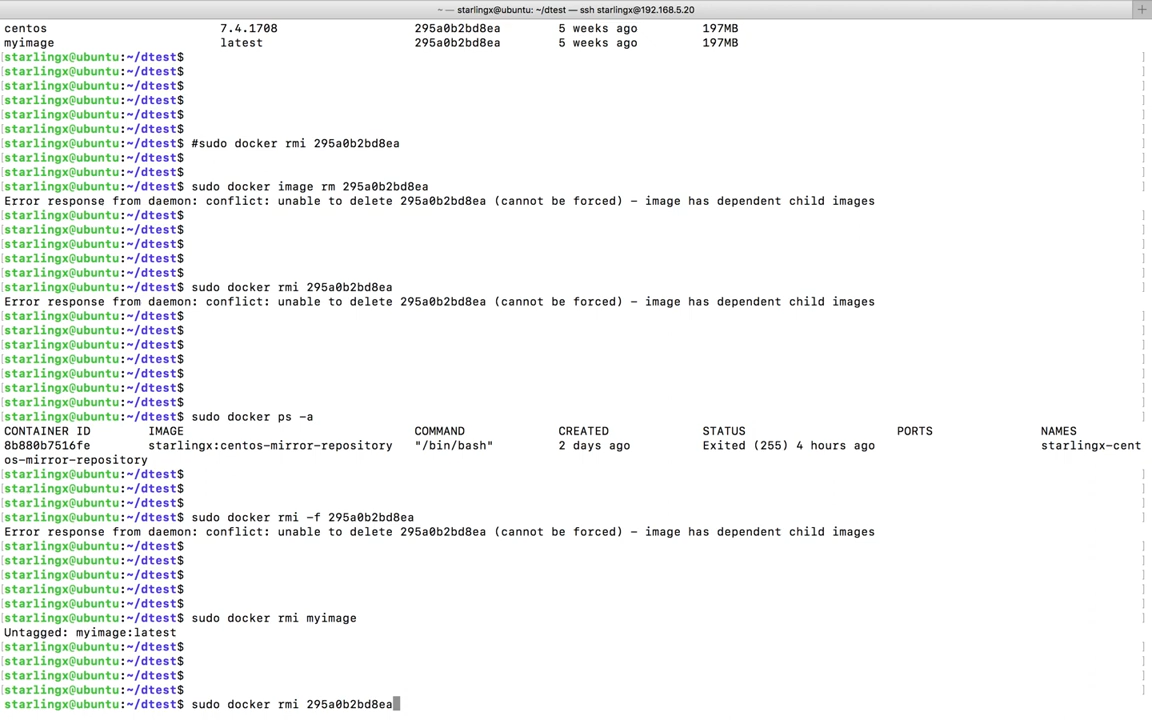 ~ — starlingx@ubuntu: ~/dtest — ssh starlingx@192.168.5.20
+
centos 7.4.1708 295a0b2bd8ea 5 weeks ago 197MB
myimage latest 295a0b2bd8ea 5 weeks ago 197MB
[starlingx@ubuntu:~/dtest$ ]
[starlingx@ubuntu:~/dtest$ ]
[starlingx@ubuntu:~/dtest$ ]
[starlingx@ubuntu:~/dtest$ ]
[starlingx@ubuntu:~/dtest$ ]
[starlingx@ubuntu:~/dtest$ ]
[starlingx@ubuntu:~/dtest$ #sudo docker rmi 295a0b2bd8ea ]
[starlingx@ubuntu:~/dtest$ ]
[starlingx@ubuntu:~/dtest$ ]
[starlingx@ubuntu:~/dtest$ sudo docker image rm 295a0b2bd8ea ]
Error response from daemon: conflict: unable to delete 295a0b2bd8ea (cannot be forced) - image has dependent child images
[starlingx@ubuntu:~/dtest$ ]
[starlingx@ubuntu:~/dtest$ ]
[starlingx@ubuntu:~/dtest$ ]
[starlingx@ubuntu:~/dtest$ ]
[starlingx@ubuntu:~/dtest$ ]
[starlingx@ubuntu:~/dtest$ sudo docker rmi 295a0b2bd8ea ]
Error response from daemon: conflict: unable to delete 295a0b2bd8ea (cannot be forced) - image has dependent child images
[starlingx@ubuntu:~/dtest$ ]
[starlingx@ubuntu:~/dtest$ ]
[starlingx@ubuntu:~/dtest$ ]
[starlingx@ubuntu:~/dtest$ ]
[starlingx@ubuntu:~/dtest$ ]
[starlingx@ubuntu:~/dtest$ ]
[starlingx@ubuntu:~/dtest$ ]
[starlingx@ubuntu:~/dtest$ sudo docker ps -a ]
CONTAINER ID IMAGE COMMAND CREATED STATUS PORTS NAMES
8b880b7516fe starlingx:centos-mirror-repository "/bin/bash" 2 days ago Exited (255) 4 hours ago starlingx-cent
os-mirror-repository
[starlingx@ubuntu:~/dtest$ ]
[starlingx@ubuntu:~/dtest$ ]
[starlingx@ubuntu:~/dtest$ ]
[starlingx@ubuntu:~/dtest$ sudo docker rmi -f 295a0b2bd8ea ]
Error response from daemon: conflict: unable to delete 295a0b2bd8ea (cannot be forced) - image has dependent child images
[starlingx@ubuntu:~/dtest$ ]
[starlingx@ubuntu:~/dtest$ ]
[starlingx@ubuntu:~/dtest$ ]
[starlingx@ubuntu:~/dtest$ ]
[starlingx@ubuntu:~/dtest$ ]
[starlingx@ubuntu:~/dtest$ sudo docker rmi myimage ]
Untagged: myimage:latest
[starlingx@ubuntu:~/dtest$ ]
[starlingx@ubuntu:~/dtest$ ]
[starlingx@ubuntu:~/dtest$ ]
[starlingx@ubuntu:~/dtest$ ]
starlingx@ubuntu:~/dtest$ sudo docker rmi 295a0b2bd8ea